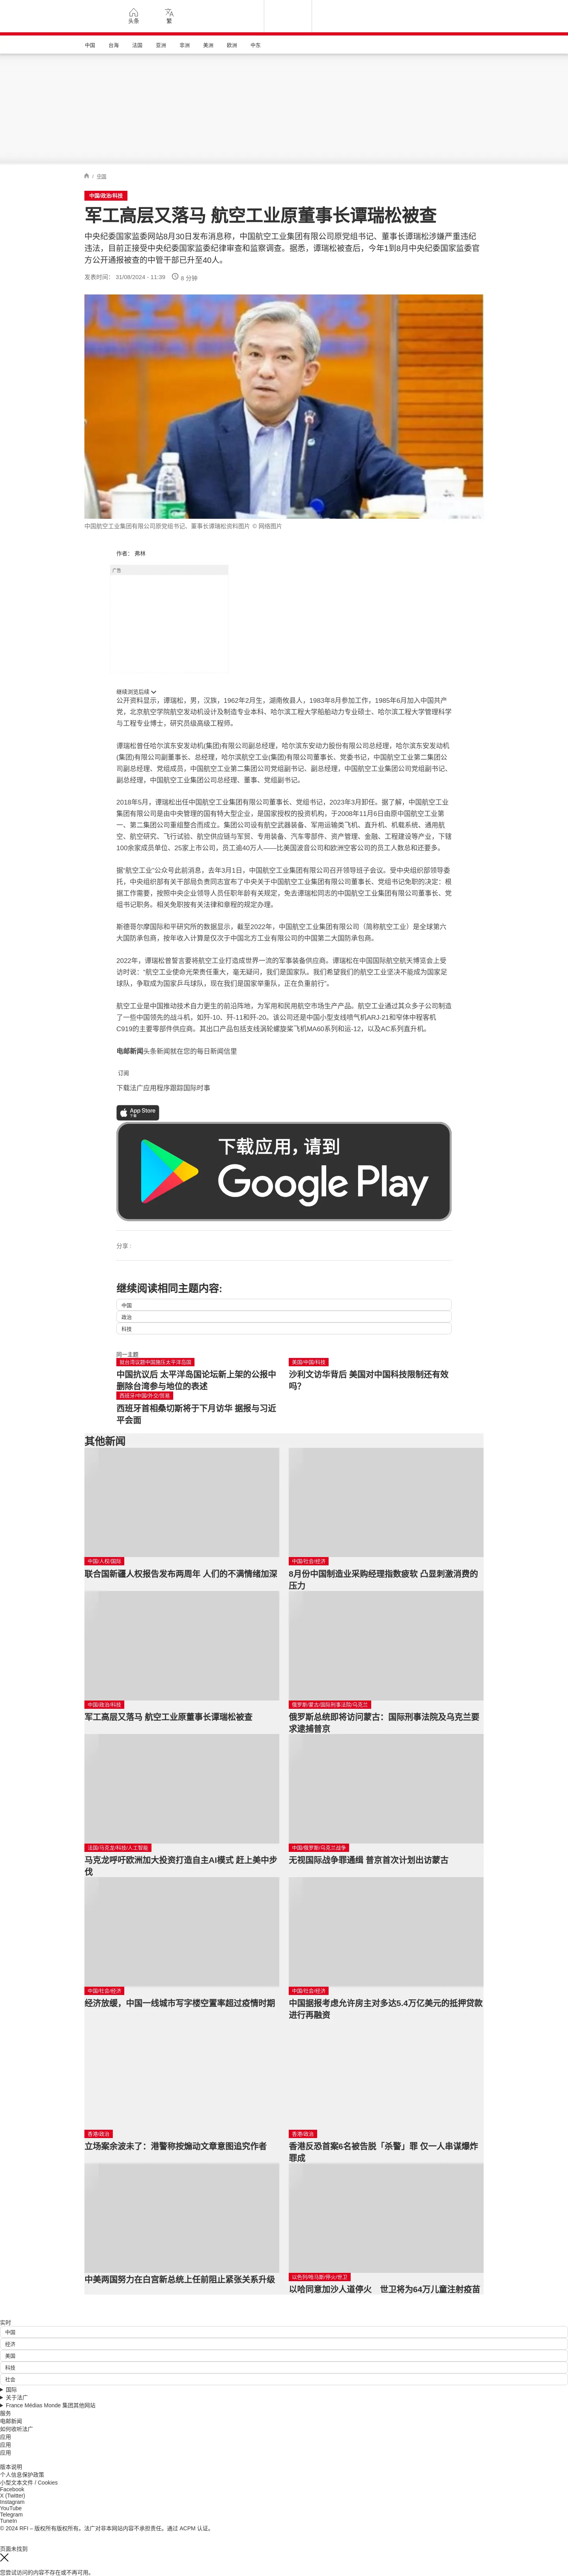 头条
繁
中国
台海
法国
亚洲
非洲
美洲
欧洲
中东
/ 中国
中国/政治/科技
军工高层又落马 航空工业原董事长谭瑞松被查
中央纪委国家监委网站8月30日发布消息称，中国航空工业集团有限公司原党组书记、董事长谭瑞松涉嫌严重违纪
违法，目前正接受中央纪委国家监委纪律审查和监察调查。据悉，谭瑞松被查后，今年1到8月中央纪委国家监委官
方公开通报被查的中管干部已升至40人。
发表时间： 31/08/2024 - 11:39
6 分钟
中国航空工业集团有限公司原党组书记、董事长谭瑞松资料图片 © 网络图片
作者： 弗林
广告
继续浏览后续
公开资料显示，谭瑞松，男，汉族，1962年2月生，湖南攸县人，1983年8月参加工作，1985年6月加入中国共产
党，北京航空学院航空发动机设计及制造专业本科、哈尔滨工程大学船舶动力专业硕士、哈尔滨工程大学管理科学
与工程专业博士，研究员级高级工程师。
谭瑞松曾任哈尔滨东安发动机(集团)有限公司副总经理，哈尔滨东安动力股份有限公司总经理，哈尔滨东安发动机
(集团)有限公司副董事长、总经理，哈尔滨航空工业(集团)有限公司董事长、党委书记，中国航空工业第二集团公
司副总经理、党组成员，中国航空工业第二集团公司党组副书记、副总经理，中国航空工业集团公司党组副书记、
副总经理，中国航空工业集团公司总经理、董事、党组副书记。
2018年5月，谭瑞松出任中国航空工业集团有限公司董事长、党组书记，2023年3月卸任。据了解，中国航空工业
集团有限公司是由中央管理的国有特大型企业，是国家授权的投资机构，于2008年11月6日由原中国航空工业第
一、第二集团公司重组整合而成立。集团公司设有航空武器装备、军用运输类飞机、直升机、机载系统、通用航
空、航空研究、飞行试验、航空供应链与军贸、专用装备、汽车零部件、资产管理、金融、工程建设等产业，下辖
100余家成员单位、25家上市公司，员工逾40万人——比美国波音公司和欧洲空客公司的员工人数总和还要多。
据“航空工业”公众号此前消息，去年3月1日，中国航空工业集团有限公司召开领导班子会议。受中央组织部领导委
托，中央组织部有关干部局负责同志宣布了中央关于中国航空工业集团有限公司董事长、党组书记免职的决定：根
据工作需要，按照中央企业领导人员任职年龄有关规定，免去谭瑞松同志的中国航空工业集团有限公司董事长、党
组书记职务。相关免职按有关法律和章程的规定办理。
斯德哥尔摩国际和平研究所的数据显示，截至2022年，中国航空工业集团有限公司（简称航空工业）是全球第六
大国防承包商，按年收入计算是仅次于中国北方工业有限公司的中国第二大国防承包商。
2022年，谭瑞松曾誓言要将航空工业打造成世界一流的军事装备供应商。谭瑞松在中国国际航空航天博览会上受
访时说：“航空工业使命光荣责任重大，毫无疑问，我们是国家队。我们希望我们的航空工业坚决不能成为国家足
球队，争取成为国家乒乓球队，现在我们是国家举重队，正在负重前行”。
航空工业是中国推动技术自力更生的前沿阵地，为军用和民用航空市场生产产品。航空工业通过其众多子公司制造
了一些中国领先的战斗机，如歼-10、歼-11和歼-20。该公司还是中国小型支线喷气机ARJ-21和窄体中程客机
C919的主要零部件供应商。其出口产品包括支线涡轮螺旋桨飞机MA60系列和运-12，以及AC系列直升机。
电邮新闻头条新闻就在您的每日新闻信里
订阅
下载法广应用程序跟踪国际时事
App Store
下载
下载应用，请到
Google Play
分享 :
继续阅读相同主题内容:
中国
政治
科技
同一主题
就台湾议题中国施压太平洋岛国
中国抗议后 太平洋岛国论坛新上架的公报中
删除台湾参与地位的表述
美国/中国/科技
沙利文访华背后 美国对中国科技限制还有效
吗？
西班牙/中国/外交/贸易
西班牙首相桑切斯将于下月访华 据报与习近
平会面
其他新闻
中国/人权/国际
联合国新疆人权报告发布两周年 人们的不满情绪加深
中国/社会/经济
8月份中国制造业采购经理指数疲软 凸显刺激消费的
压力
中国/政治/科技
军工高层又落马 航空工业原董事长谭瑞松被查
俄罗斯/蒙古/国际刑事法院/乌克兰
俄罗斯总统即将访问蒙古：国际刑事法院及乌克兰要
求逮捕普京
法国/马克龙/科技/人工智能
马克龙呼吁欧洲加大投资打造自主AI模式 赶上美中步
伐
中国/俄罗斯/乌克兰战争
无视国际战争罪通缉 普京首次计划出访蒙古
中国/社会/经济
经济放缓，中国一线城市写字楼空置率超过疫情时期
中国/社会/经济
中国据报考虑允许房主对多达5.4万亿美元的抵押贷款
进行再融资
香港/政治
立场案余波未了：港警称按煽动文章意图追究作者
香港/政治
香港反恐首案6名被告脱「杀警」罪 仅一人串谋爆炸
罪成
中美两国努力在白宫新总统上任前阻止紧张关系升级
以色列/哈马斯/停火/世卫
以哈同意加沙人道停火　世卫将为64万儿童注射疫苗
实时
中国
经济
美国
科技
社会
国际
关于法广
France Médias Monde 集团其他网站
服务
电邮新闻
如何收听法广
应用
应用
应用
版本说明
个人信息保护政策
小型文本文件 / Cookies
Facebook
X (Twitter)
Instagram
YouTube
Telegram
TuneIn
© 2024 RFI – 版权所有版权所有。法广对非本网站内容不承担责任。通过 ACPM 认证。
页面未找到
您尝试访问的内容不存在或不再可用。